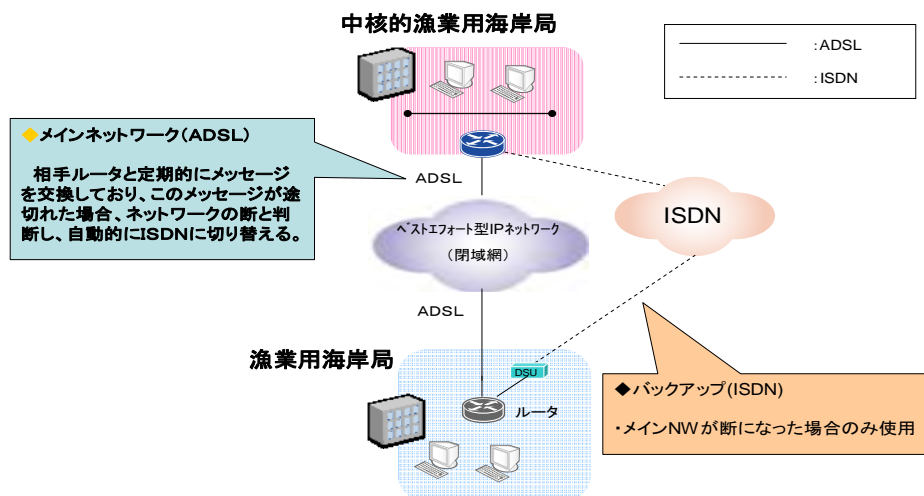 中核的漁業用海岸局
:ADSL
:ISDN
◆メインネットワーク(ADSL)
相手ルータと定期的にメッセージ
を交換しており、このメッセージが途
切れた場合、ネットワークの断と判
断し、自動的にISDNに切り替える。
ADSL
ISDN
ベストエフォート型IPネットワーク
(閉域網)
ADSL
漁業用海岸局
DSU
ルータ
◆バックアップ(ISDN)
・メインNWが断になった場合のみ使用